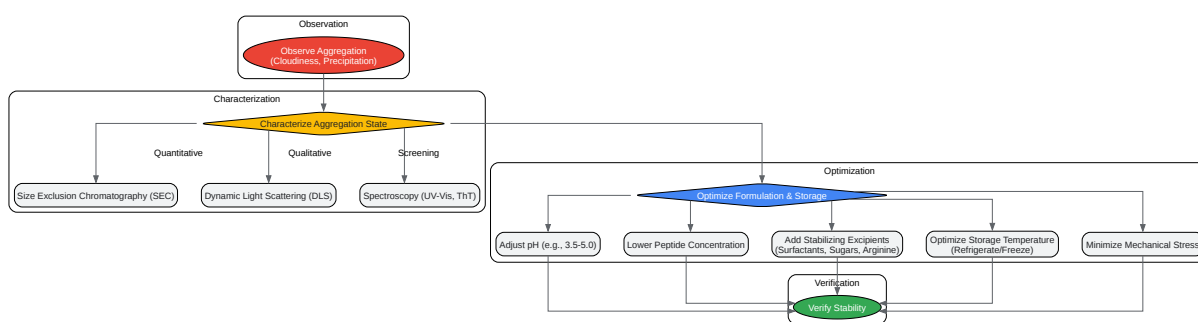 Observation
Observe Aggregation
(Cloudiness, Precipitation)
Characterization
Characterize Aggregation State
Quantitative
Qualitative
Screening
Size Exclusion Chromatography (SEC)
Dynamic Light Scattering (DLS)
Spectroscopy (UV-Vis, ThT)
Optimization
Optimize Formulation & Storage
Adjust pH (e.g., 3.5-5.0)
Lower Peptide Concentration
Add Stabilizing Excipients
(Surfactants, Sugars, Arginine)
Optimize Storage Temperature
(Refrigerate/Freeze)
Minimize Mechanical Stress
Verification
Verify Stability